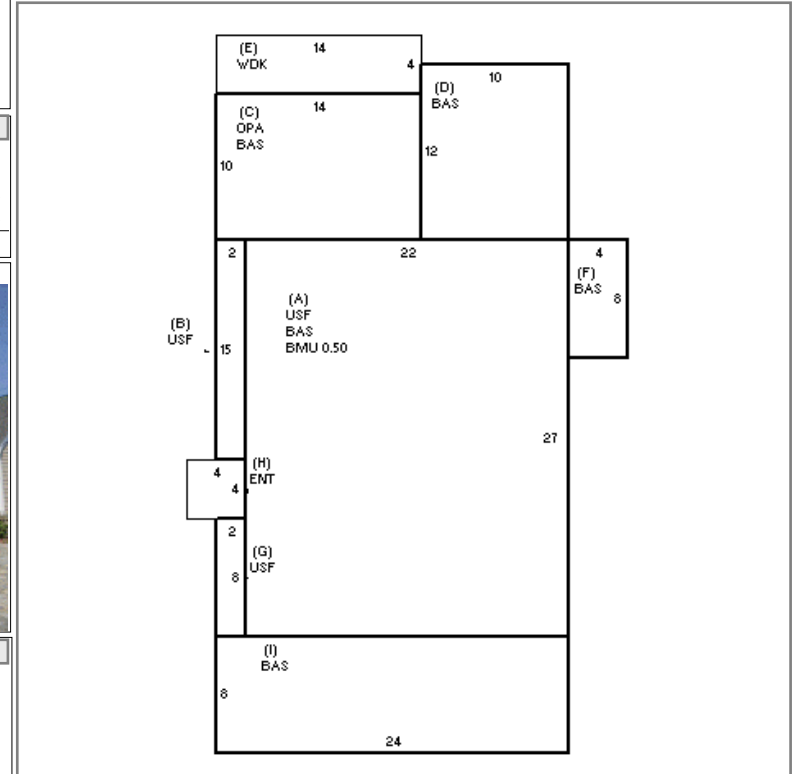 (E) 14
WDK 4
10
(D)
BAS
14
(C)
OPA
BAS
12
10
2 22 4
(F)
BAS 8
(A)
USF
BAS
BMU 0.50
(B)
USF
15
27
(H)
ENT
4
4
2
(G)
USF
8
(I)
BAS
8
24